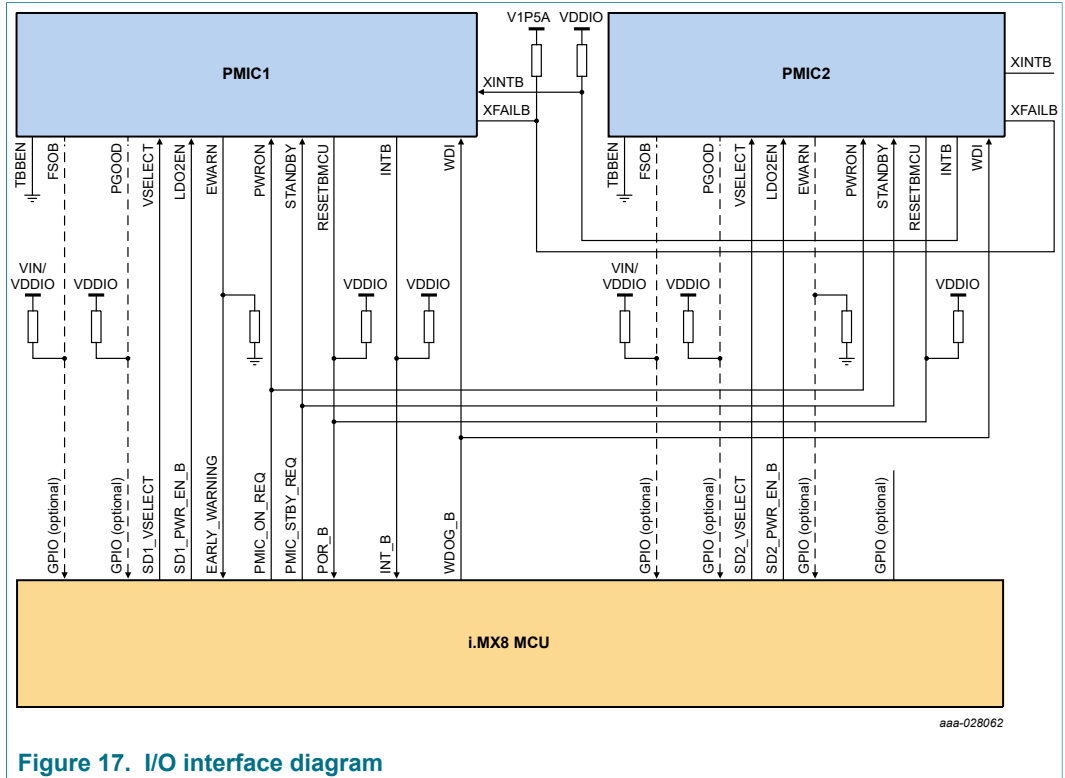 V1P5A VDDIO
PMIC1
PMIC2
XINTB
XINTB
XFAILB
XFAILB
TBBEN
FSOB
PGOOD
VSELECT
LDO2EN
EWARN
PWRON
STANDBY
RESETBMCU
INTB
WDI
TBBEN
FSOB
PGOOD
VSELECT
LDO2EN
EWARN
PWRON
STANDBY
RESETBMCU
INTB
WDI
VIN/
VDDIO
VDDIO
VDDIO
VDDIO
VIN/
VDDIO
VDDIO
VDDIO
GPIO (optional)
GPIO (optional)
SD1_VSELECT
SD1_PWR_EN_B
EARLY_WARNING
PMIC_ON_REQ
PMIC_STBY_REQ
POR_B
INT_B
WDOG_B
GPIO (optional)
GPIO (optional)
SD2_VSELECT
SD2_PWR_EN_B
GPIO (optional)
GPIO (optional)
i.MX8 MCU
aaa-028062
Figure 17. I/O interface diagram